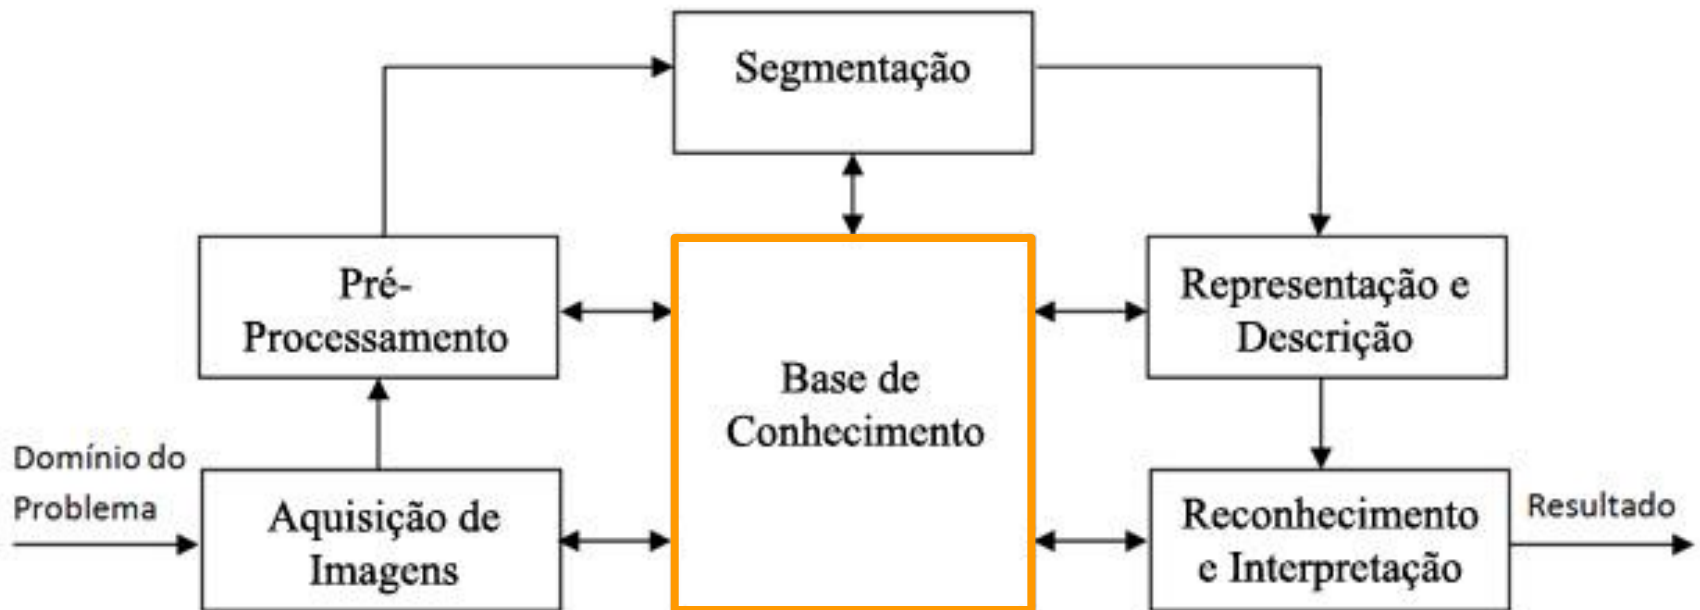 Segmentação
Pré-
Processamento
Base de
Conhecimento
Representação e
Descrição
Domínio do
Problema
Aquisição de
Imagens
Reconhecimento
e Interpretação
Resultado